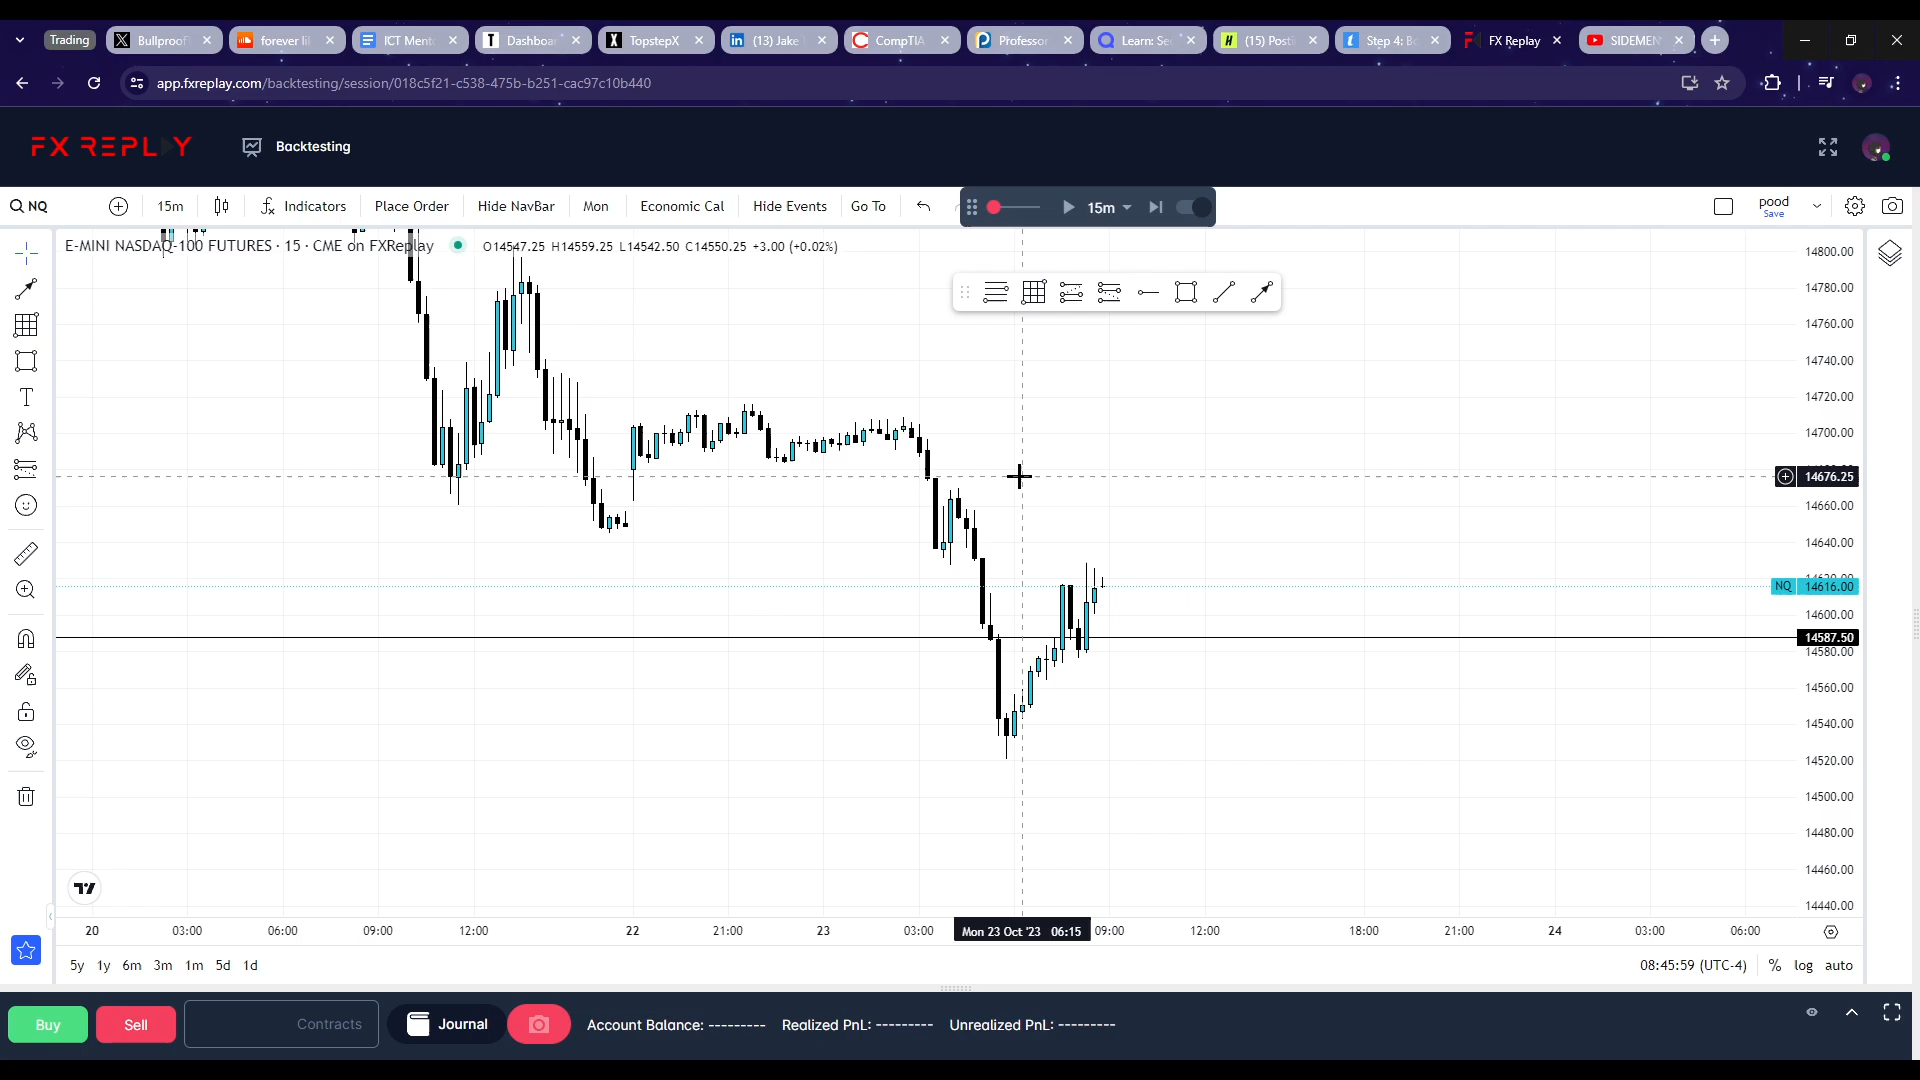 Trading
Bullproof
forever li
ICT Ment
Dashboar
TopstepX
(13) Jake
CompTIA
Professor
Learn: Sec
(15) Posti
Step 4: B
FX Replay
SIDEMEN
app.fxreplay.com/backtesting/session/018c5f21-c538-475b-b251-cac97c10b440
FX REPLAY
Backtesting
NQ
15m
Indicators
Place Order
Hide NavBar
Mon
Economic Cal
Hide Events
Go To
15m
pood
Save
E-MINI NASDAQ-100 FUTURES · 15 · CME on FXReplay
O14547.25 H14559.25 L14542.50 C14550.25 +3.00 (+0.02%)
14800.00
14780.00
14760.00
14740.00
14720.00
14700.00
14676.25
14660.00
14640.00
NQ 14616.00
14600.00
14587.50
14580.00
14560.00
14540.00
14520.00
14500.00
14480.00
14460.00
14440.00
20 03:00 06:00 09:00 12:00 22 21:00 23 03:00 Mon 23 Oct '23 06:15 09:00 12:00 18:00 21:00 24 03:00 06:00
5y 1y 6m 3m 1m 5d 1d
08:45:59 (UTC-4) % log auto
Buy
Sell
Contracts
Journal
Account Balance: --------- Realized PnL: --------- Unrealized PnL: ---------